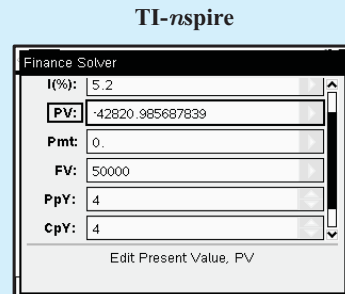 TI-nspire
Finance Solver
I(%): 5.2
PV: -42820.985687839
Pmt: 0.
FV: 50000
PpY: 4
CpY: 4
Edit Present Value, PV